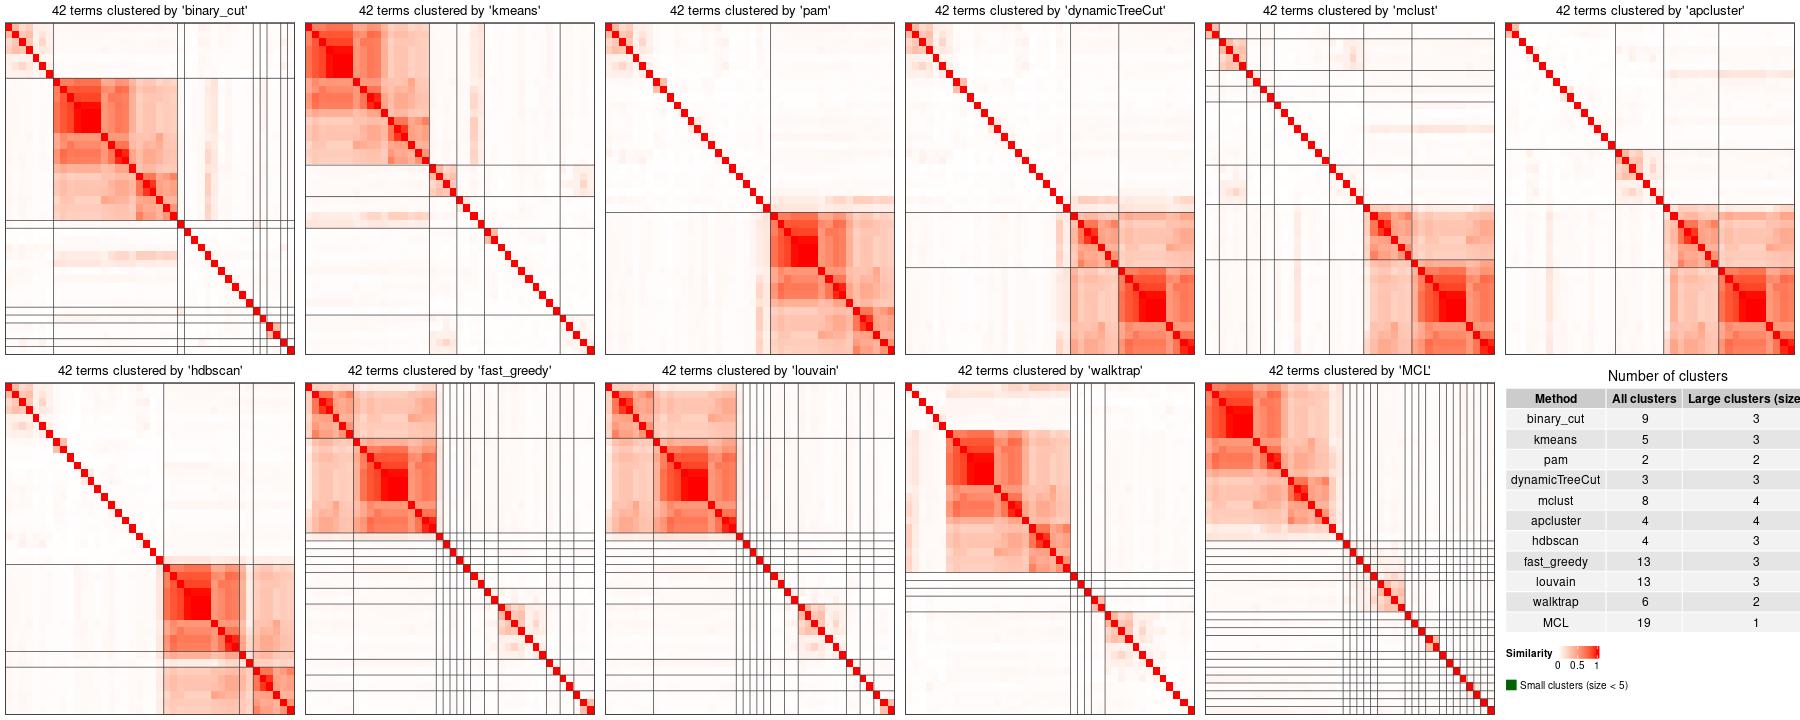 42 terms clustered by 'binary_cut'
42 terms clustered by 'kmeans'
42 terms clustered by 'pam'
42 terms clustered by 'dynamicTreeCut'
42 terms clustered by 'mclust'
42 terms clustered by 'apcluster'
42 terms clustered by 'hdbscan'
42 terms clustered by 'fast_greedy'
42 terms clustered by 'louvain'
42 terms clustered by 'walktrap'
42 terms clustered by 'MCL'
Number of clusters
Method All clusters Large clusters (size
binary_cut 9 3
kmeans 5 3
pam 2 2
dynamicTreeCut 3 3
mclust 8 4
apcluster 4 4
hdbscan 4 3
fast_greedy 13 3
louvain 13 3
walktrap 6 2
MCL 19 1
Similarity
0 0.5 1
Small clusters (size < 5)